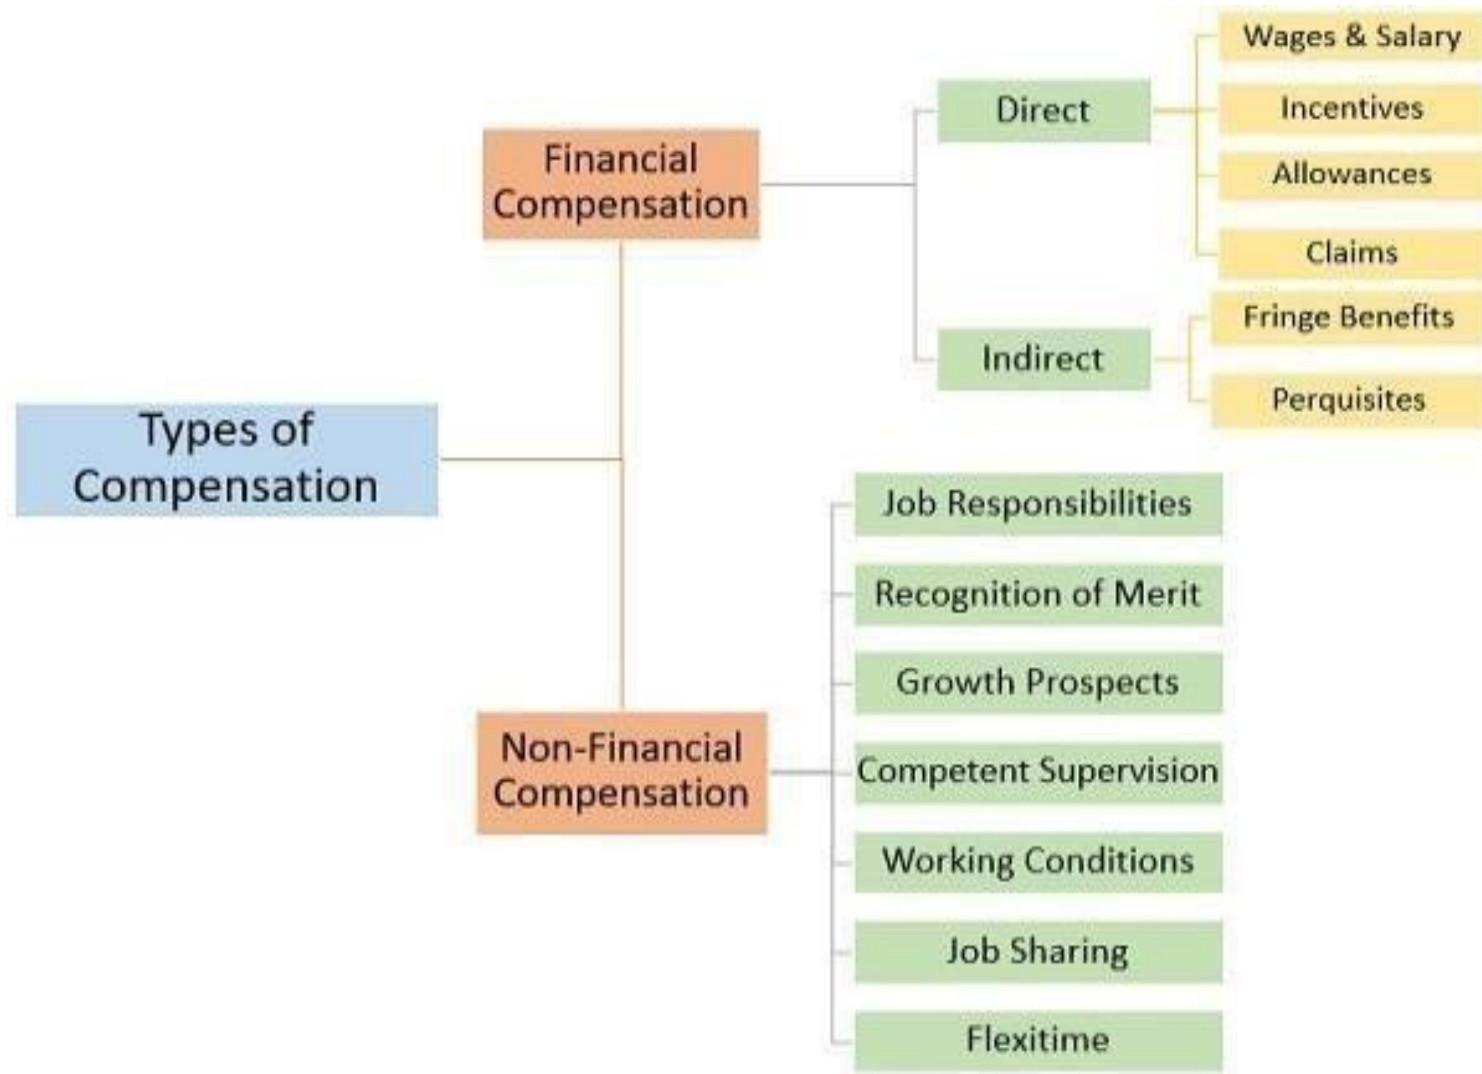 Types of
Compensation
Financial
Compensation
Direct
Wages & Salary
Incentives
Allowances
Claims
Indirect
Fringe Benefits
Perquisites
Non-Financial
Compensation
Job Responsibilities
Recognition of Merit
Growth Prospects
Competent Supervision
Working Conditions
Job Sharing
Flexitime